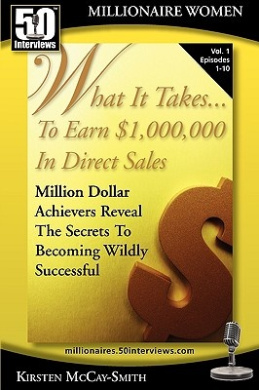 50
Interviews
MILLIONAIRE WOMEN
Vol. 1
Episodes
1-10
What It Takes...
To Earn $1,000,000
In Direct Sales
Million Dollar
Achievers Reveal
The Secrets To
Becoming Wildly
Successful
millionaires.50interviews.com
KIRSTEN MCCAY-SMITH